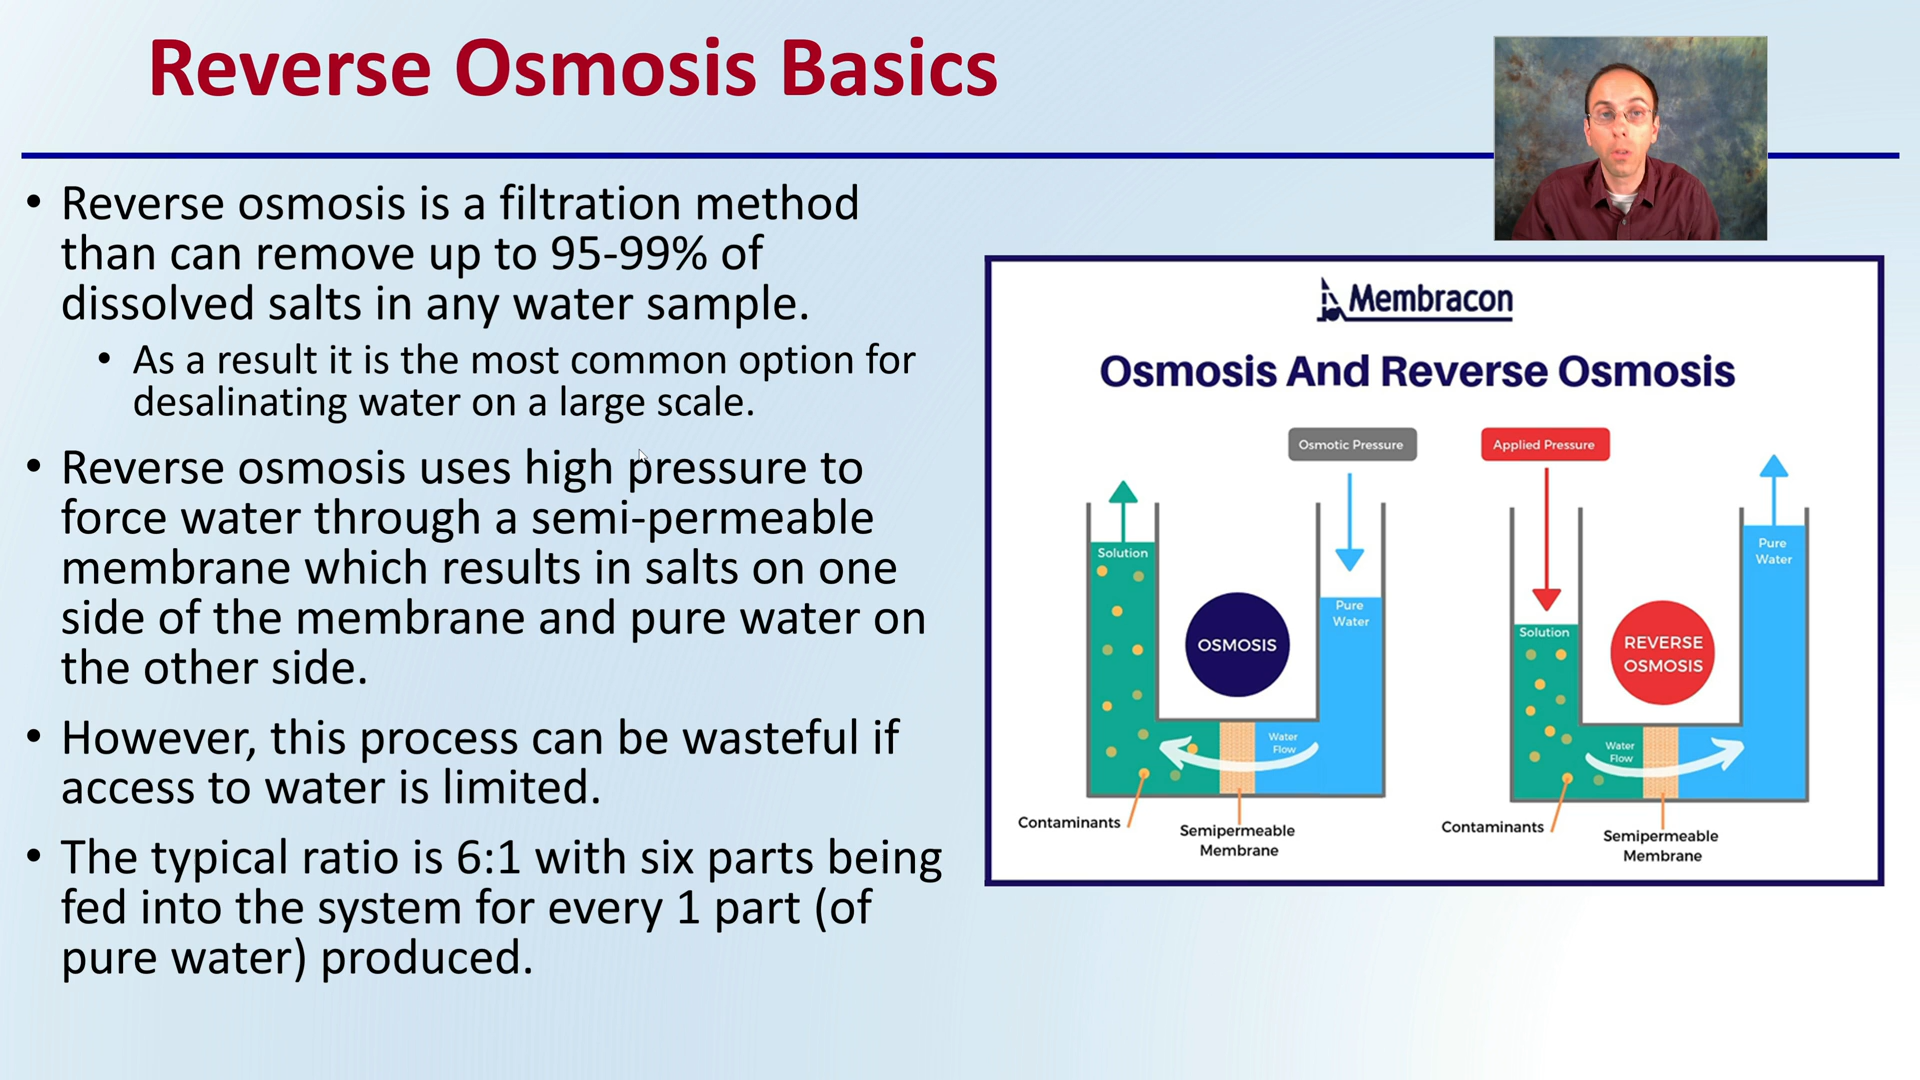 Reverse Osmosis Basics
• Reverse osmosis is a filtration method
than can remove up to 95-99% of
dissolved salts in any water sample.
• As a result it is the most common option for
desalinating water on a large scale.
• Reverse osmosis uses high pressure to
force water through a semi-permeable
membrane which results in salts on one
side of the membrane and pure water on
the other side.
• However, this process can be wasteful if
access to water is limited.
• The typical ratio is 6:1 with six parts being
fed into the system for every 1 part (of
pure water) produced.
Membracon
Osmosis And Reverse Osmosis
Osmotic Pressure
Solution
Pure
Water
OSMOSIS
Water
Flow
Contaminants
Semipermeable
Membrane
Applied Pressure
Pure
Water
Solution
REVERSE
OSMOSIS
Water
Flow
Contaminants
Semipermeable
Membrane